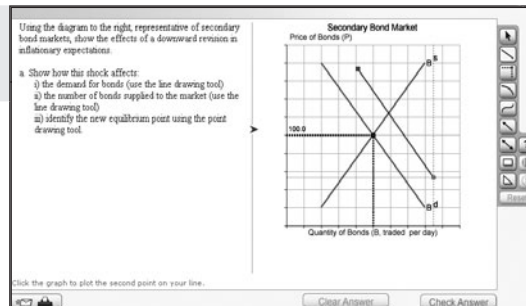 Using the diagram to the right, representative of secondary
bond markets, show the effects of a downward revision in
inflationary expectations.
a. Show how this shock affects:
i) the demand for bonds (use the line drawing tool)
ii) the number of bonds supplied to the market (use the
line drawing tool)
iii) identify the new equilibrium point using the point
drawing tool.
Secondary Bond Market
Price of Bonds (P)
B s
100.0
B d
Quantity of Bonds (B, traded per day)
Reset
Click the graph to plot the second point on your line.
Clear Answer
Check Answer